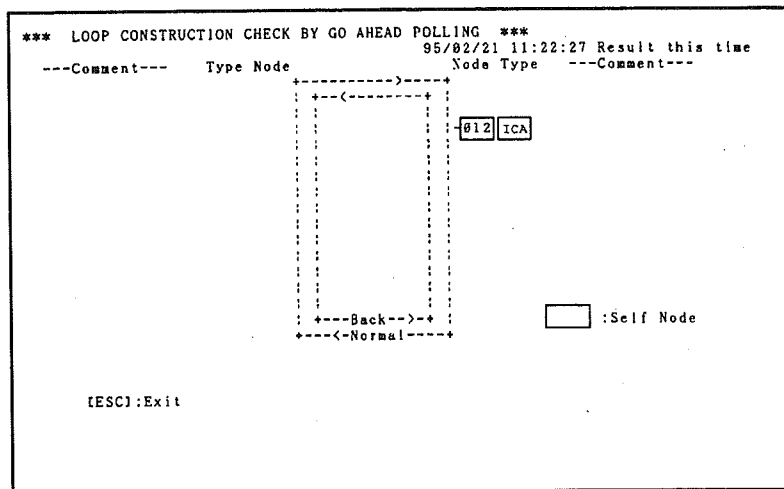 *** LOOP CONSTRUCTION CHECK BY GO AHEAD POLLING ***
95/02/21 11:22:27 Result this time
---Comment--- Type Node Node Type ---Comment---
+----------->-----+
+--<---------+
012 ICA
+---Back-->-+
+----<-Normal-----+
:Self Node
[ESC]:Exit